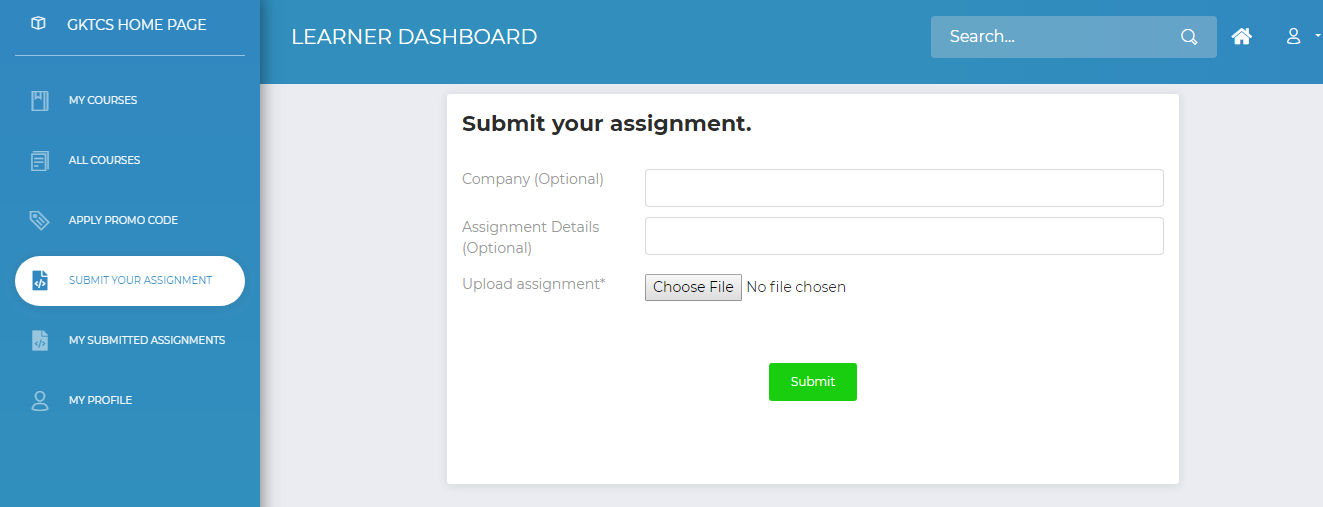 GKTCS HOME PAGE
LEARNER DASHBOARD
Search...
MY COURSES
ALL COURSES
APPLY PROMO CODE
SUBMIT YOUR ASSIGNMENT
MY SUBMITTED ASSIGNMENTS
MY PROFILE
Submit your assignment.
Company (Optional)
Assignment Details
(Optional)
Upload assignment*
Choose File No file chosen
Submit